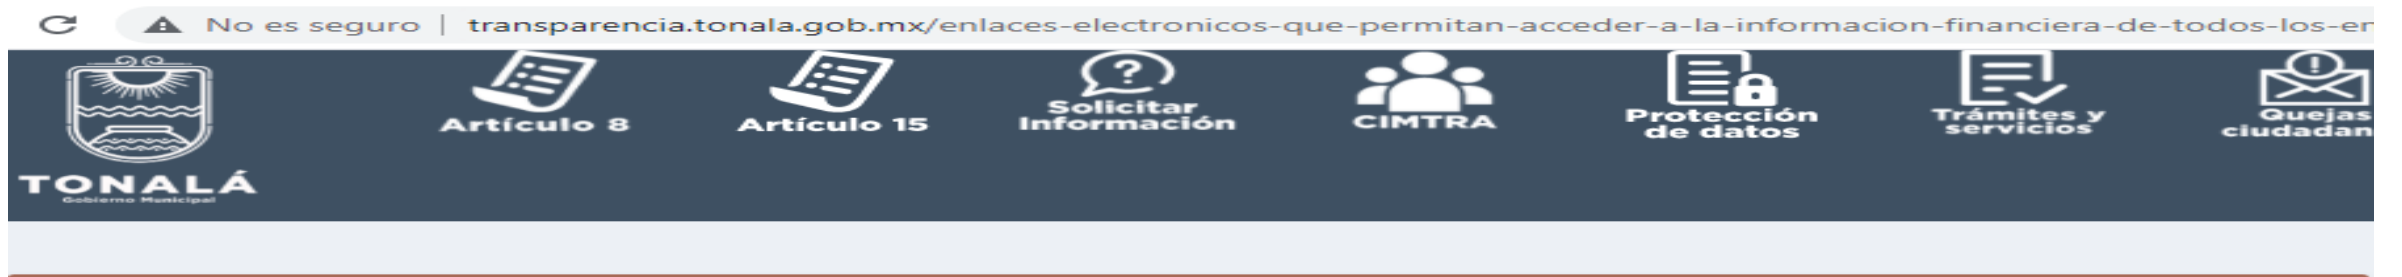 No es seguro | transparencia.tonala.gob.mx/enlaces-electronicos-que-permitan-acceder-a-la-informacion-financiera-de-todos-los-en
Artículo 8
Artículo 15
Solicitar
Información
CIMTRA
Protección
de datos
Trámites y
servicios
Quejas
ciudadan
TONALÁ
Gobierno Municipal